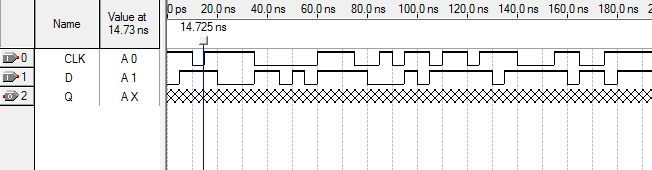 Name
Value at
14.73 ns
0 ps
20.0 ns
40.0 ns
60.0 ns
80.0 ns
100.0 ns
120.0 ns
140.0 ns
160.0 ns
180.0 ns
14.725 ns
0 CLK A 0
1 D A 1
2 Q A X